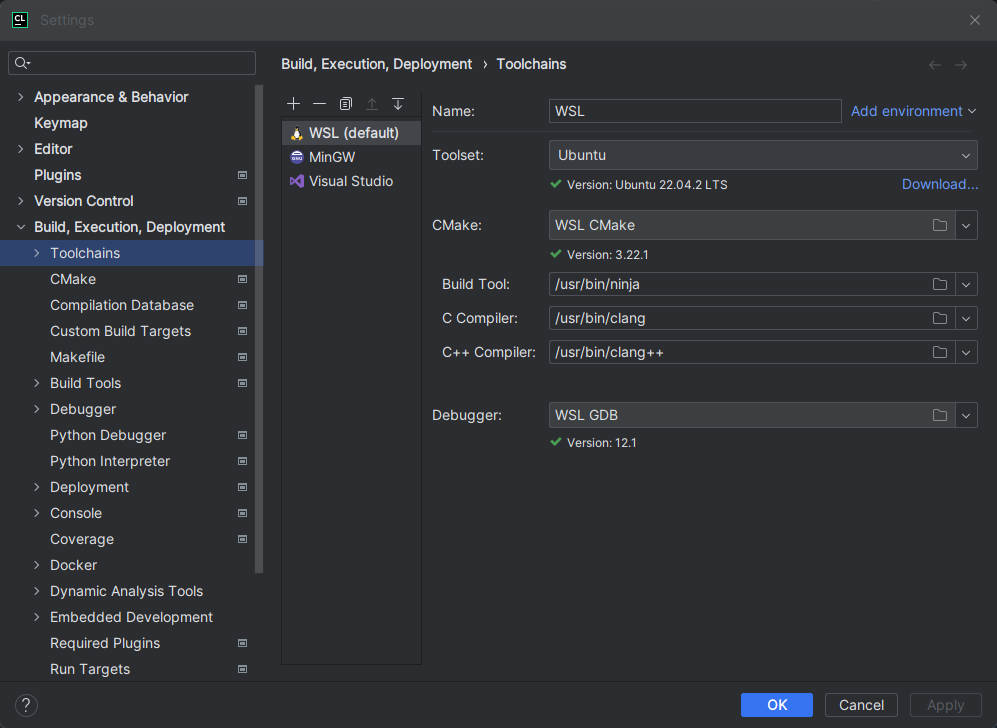 CL Settings
Appearance & Behavior
Keymap
Editor
Plugins
Version Control
Build, Execution, Deployment
Toolchains
CMake
Compilation Database
Custom Build Targets
Makefile
Build Tools
Debugger
Python Debugger
Python Interpreter
Deployment
Console
Coverage
Docker
Dynamic Analysis Tools
Embedded Development
Required Plugins
Run Targets
Build, Execution, Deployment › Toolchains
WSL (default)
MinGW
Visual Studio
Name: WSL Add environment
Toolset: Ubuntu
Version: Ubuntu 22.04.2 LTS Download...
CMake: WSL CMake
Version: 3.22.1
Build Tool: /usr/bin/ninja
C Compiler: /usr/bin/clang
C++ Compiler: /usr/bin/clang++
Debugger: WSL GDB
Version: 12.1
? OK Cancel Apply